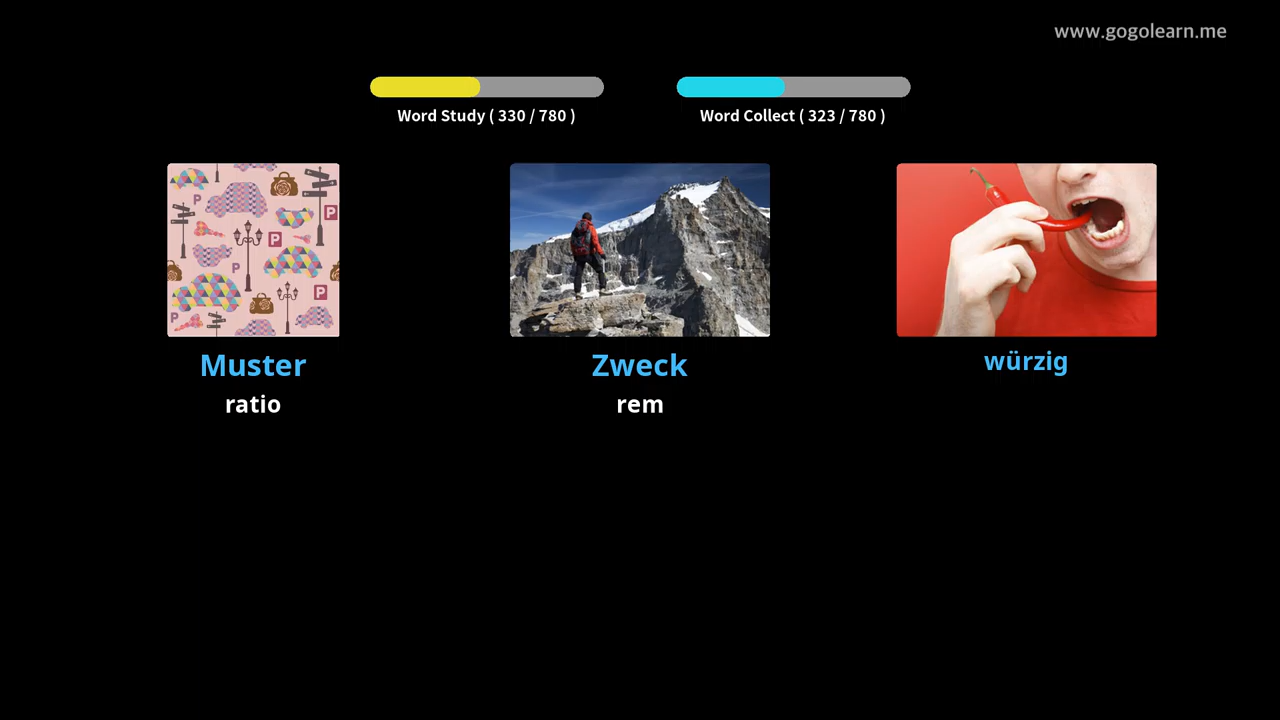 www.gogolearn.me
Word Study ( 330 / 780 )
Word Collect ( 323 / 780 )
P
P
P
P
P
P
Muster
Zweck
würzig
ratio
rem